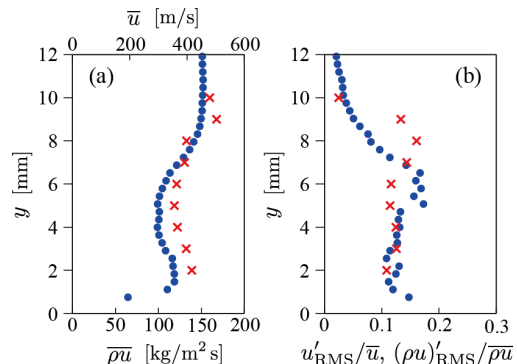 u̅ [m/s]
0 200 400 600
12 (a) 12 (b)
10 10
8 8
6 6
4 4
2 2
0 0
y [mm] y [mm]
0 50 100 150 200 0 0.1 0.2 0.3
ρu̅ [kg/m² s] u′RMS/u̅, (ρu)′RMS/ρu̅